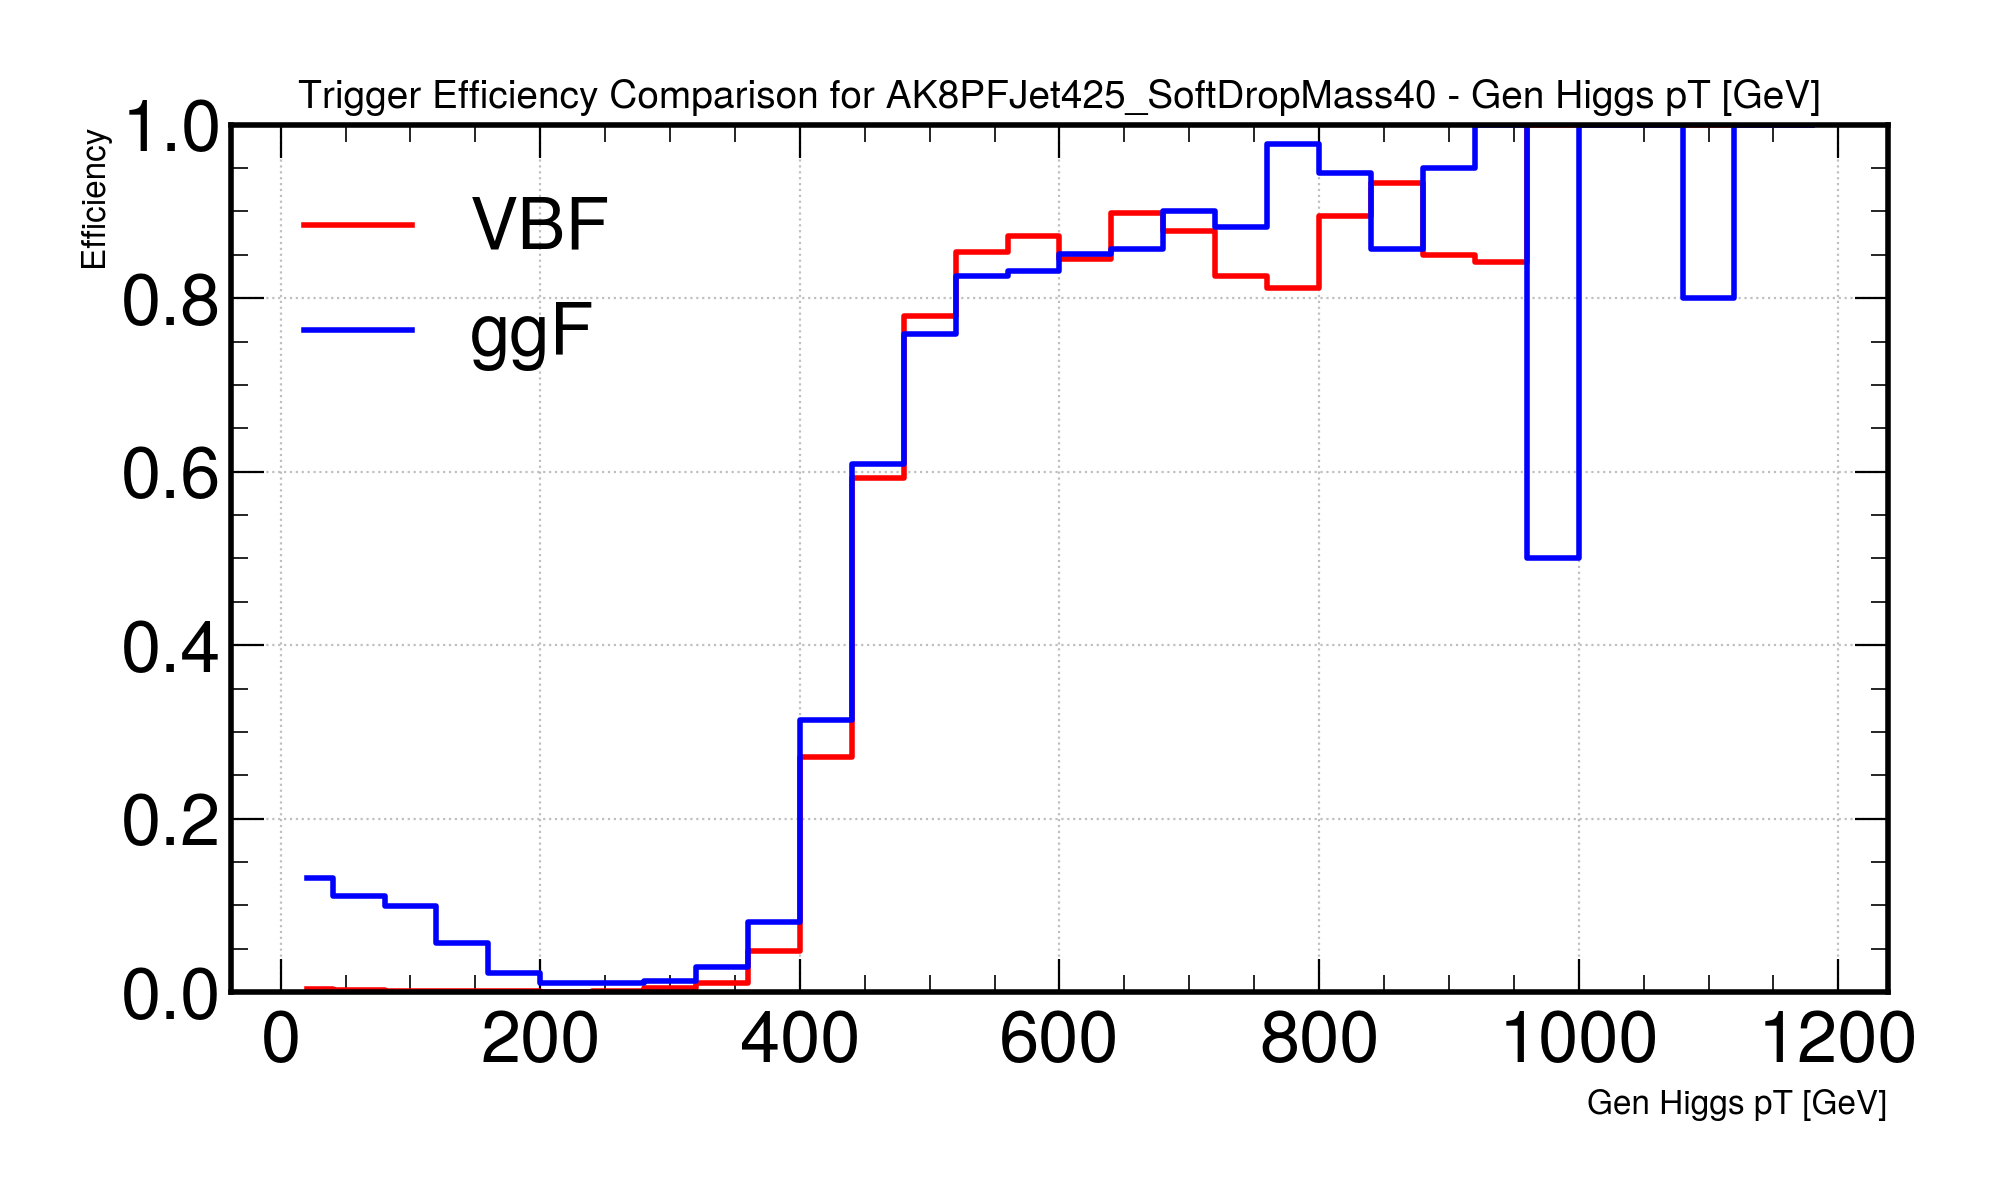 Trigger Efficiency Comparison for AK8PFJet425_SoftDropMass40 - Gen Higgs pT [GeV]
Efficiency
1.0
0.8
0.6
0.4
0.2
0.0
VBF
ggF
0 200 400 600 800 1000 1200
Gen Higgs pT [GeV]